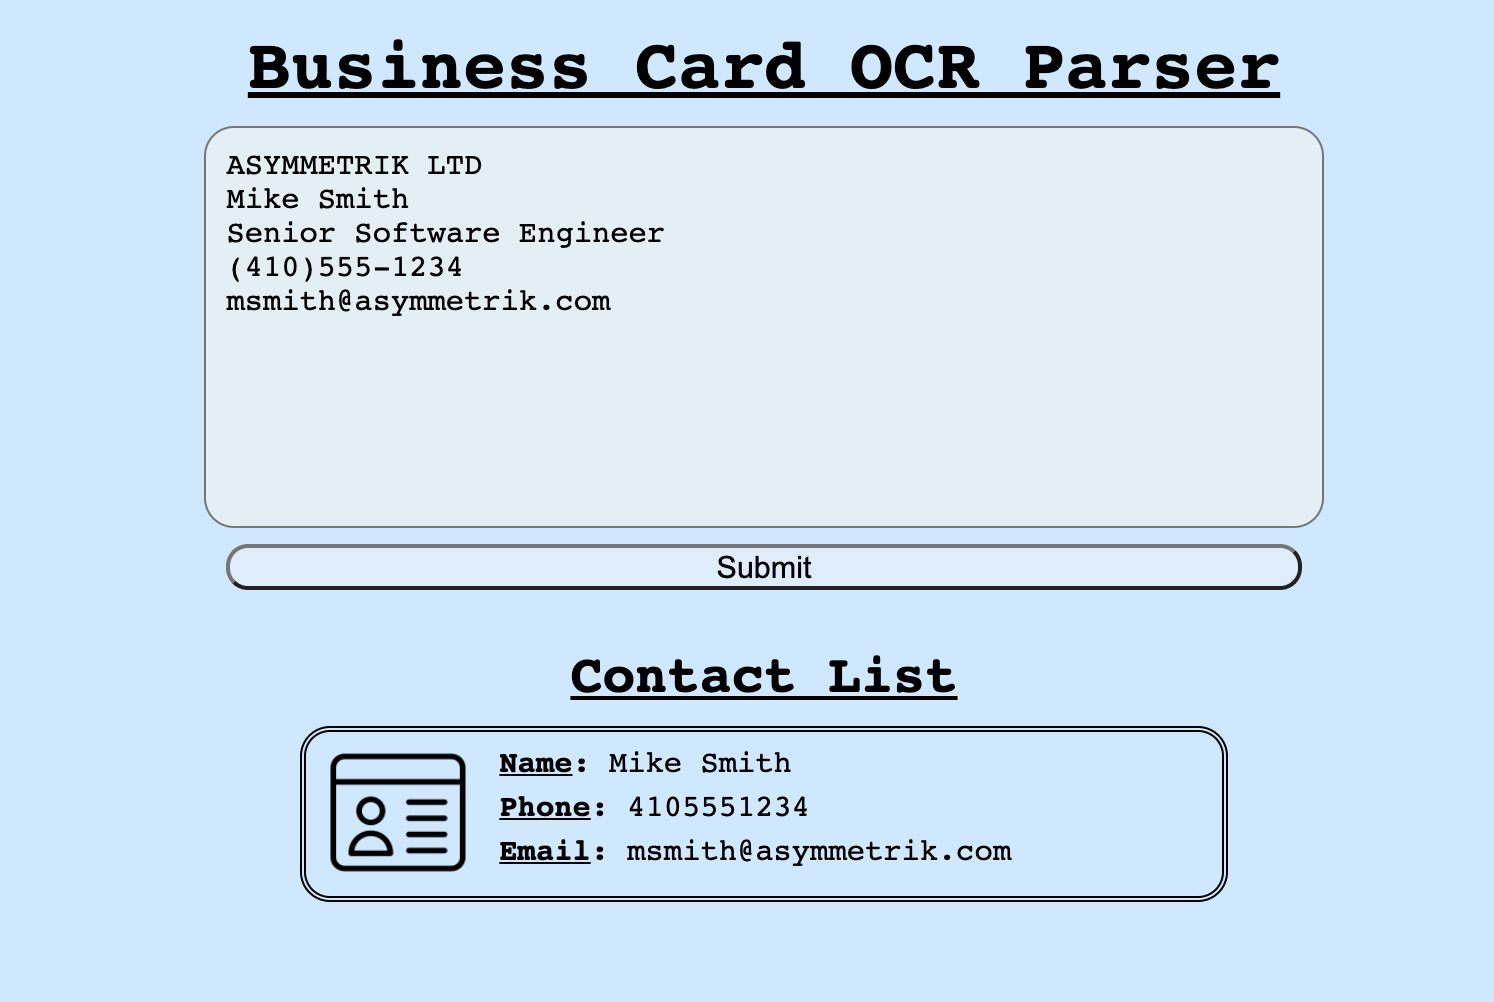 Business Card OCR Parser
ASYMMETRIK LTD
Mike Smith
Senior Software Engineer
(410)555-1234
msmith@asymmetrik.com
Submit
Contact List
Name: Mike Smith
Phone: 4105551234
Email: msmith@asymmetrik.com